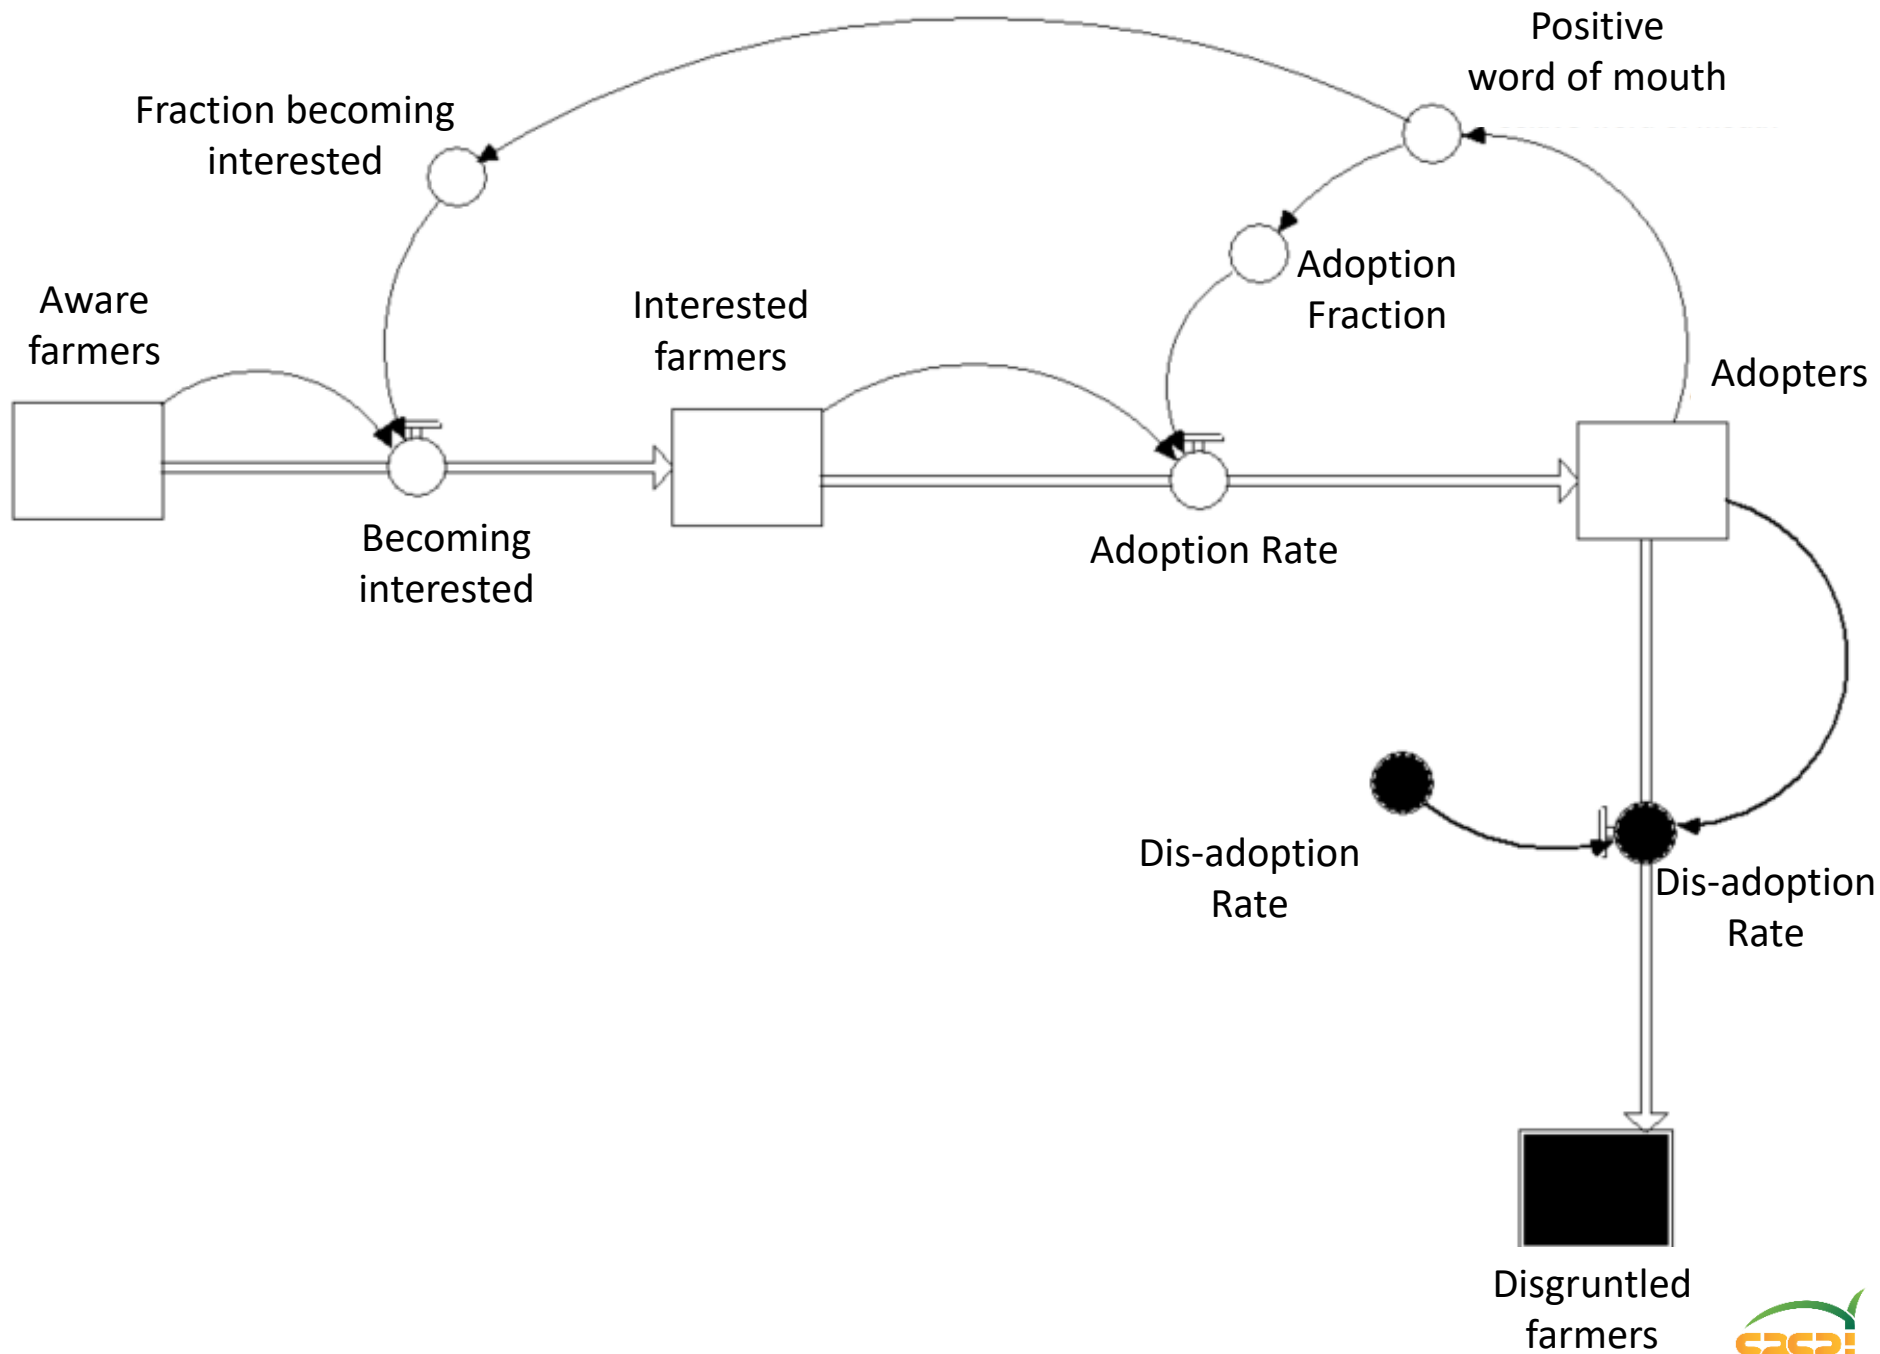 Positive
word of mouth
Fraction becoming
interested
Adoption
Fraction
Aware
farmers
Interested
farmers
Adopters
Becoming
interested
Adoption Rate
Dis-adoption
Rate
Dis-adoption
Rate
Disgruntled
farmers